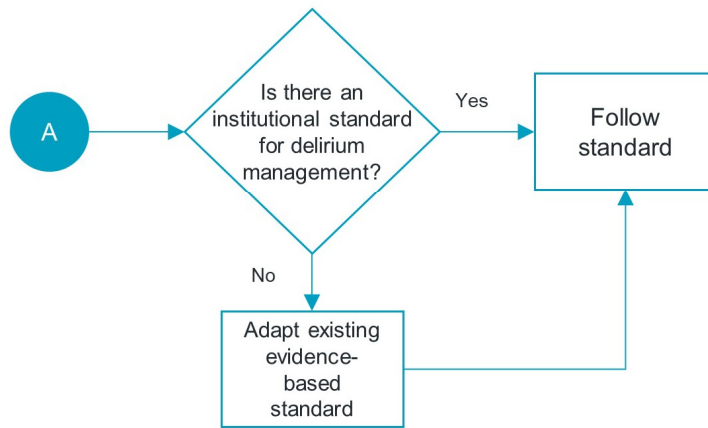 A
Is there an
institutional standard
for delirium
management?
Yes
Follow
standard
No
Adapt existing
evidence-
based
standard